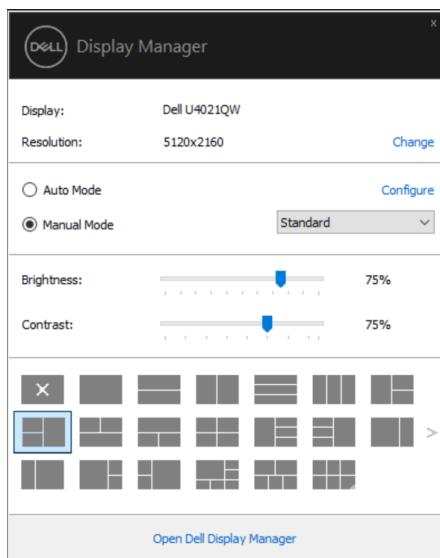 DELL Display Manager
Display: Dell U4021QW
Resolution: 5120x2160 Change
Auto Mode Configure
Manual Mode Standard
Brightness: 75%
Contrast: 75%
Open Dell Display Manager